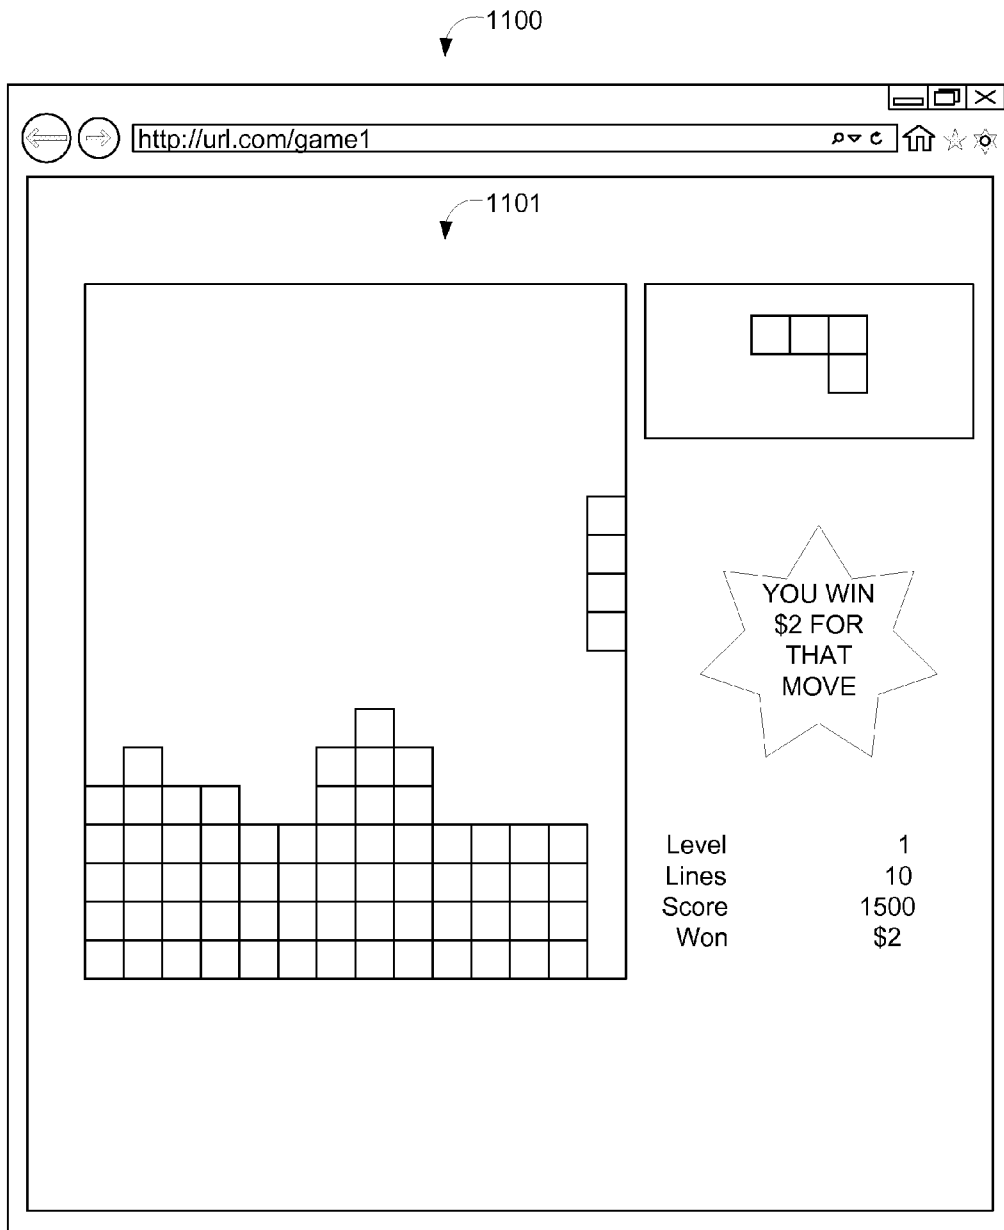 1100
http://url.com/game1
1101
YOU WIN
$2 FOR
THAT
MOVE
Level 1
Lines 10
Score 1500
Won $2